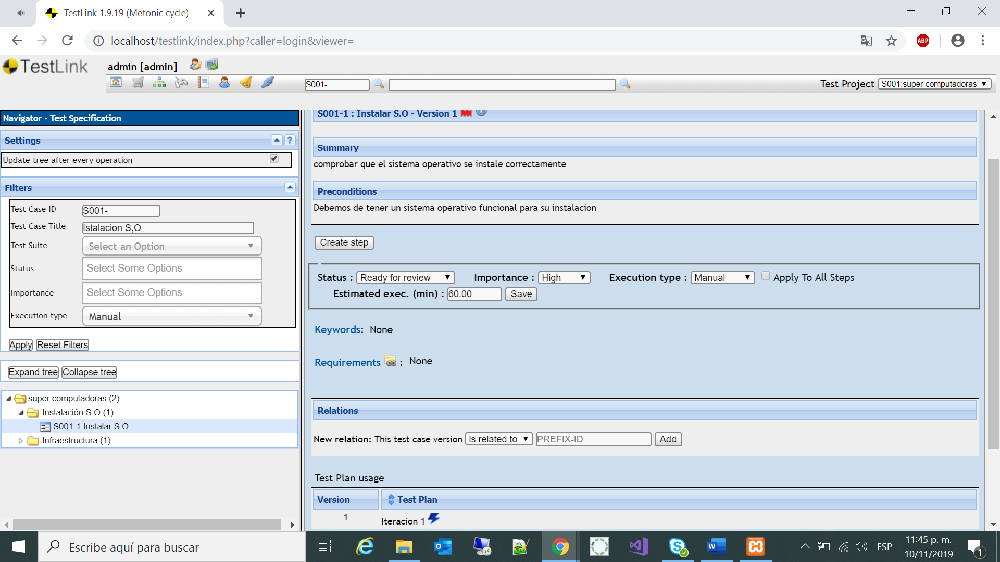 TestLink 1.9.19 (Metonic cycle)
localhost/testlink/index.php?caller=login&viewer=
ABP
TestLink
admin [admin]
S001-
Test Project
S001:super computadoras
Navigator - Test Specification
Settings
?
Update tree after every operation
Filters
Test Case ID
S001-
Test Case Title
Istalacion S,O
Test Suite
Select an Option
Status
Select Some Options
Importance
Select Some Options
Execution type
Manual
Apply
Reset Filters
Expand tree
Collapse tree
super computadoras (2)
Instalación S.O (1)
S001-1:Instalar S.O
Infraestructura (1)
S001-1 : Instalar S.O - Version 1
Summary
comprobar que el sistema operativo se instale correctamente
Preconditions
Debemos de tener un sistema operativo funcional para su instalacion
Create step
Status : Ready for review Importance : High Execution type : Manual Apply To All Steps
Estimated exec. (min) : 60.00 Save
Keywords: None
Requirements : None
Relations
New relation: This test case version is related to PREFIX-ID Add
Test Plan usage
Version Test Plan
1 Iteracion 1
Escribe aquí para buscar
ESP
11:45 p. m.
10/11/2019
1